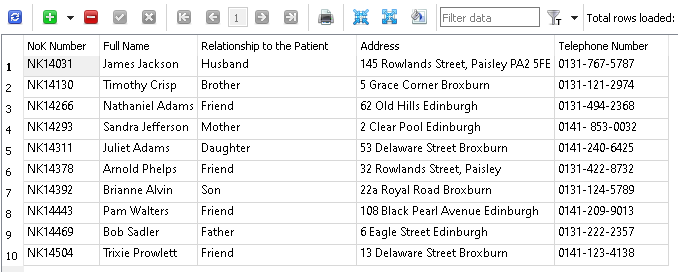 1 Filter data T Total rows loaded:
NoK Number Full Name Relationship to the Patient Address Telephone Number
1 NK14031 James Jackson Husband 145 Rowlands Street, Paisley PA2 5FE 0131-767-5787
2 NK14130 Timothy Crisp Brother 5 Grace Corner Broxburn 0131-121-2974
3 NK14266 Nathaniel Adams Friend 62 Old Hills Edinburgh 0131-494-2368
4 NK14293 Sandra Jefferson Mother 2 Clear Pool Edinburgh 0141- 853-0032
5 NK14311 Juliet Adams Daughter 53 Delaware Street Broxburn 0141-240-6425
6 NK14378 Arnold Phelps Friend 32 Rowlands Street, Paisley 0131-422-8732
7 NK14392 Brianne Alvin Son 22a Royal Road Broxburn 0131-124-5789
8 NK14443 Pam Walters Friend 108 Black Pearl Avenue Edinburgh 0141-209-9013
9 NK14469 Bob Sadler Father 6 Eagle Street Edinburgh 0131-222-2357
10 NK14504 Trixie Prowlett Friend 13 Delaware Street Broxburn 0141-123-4138